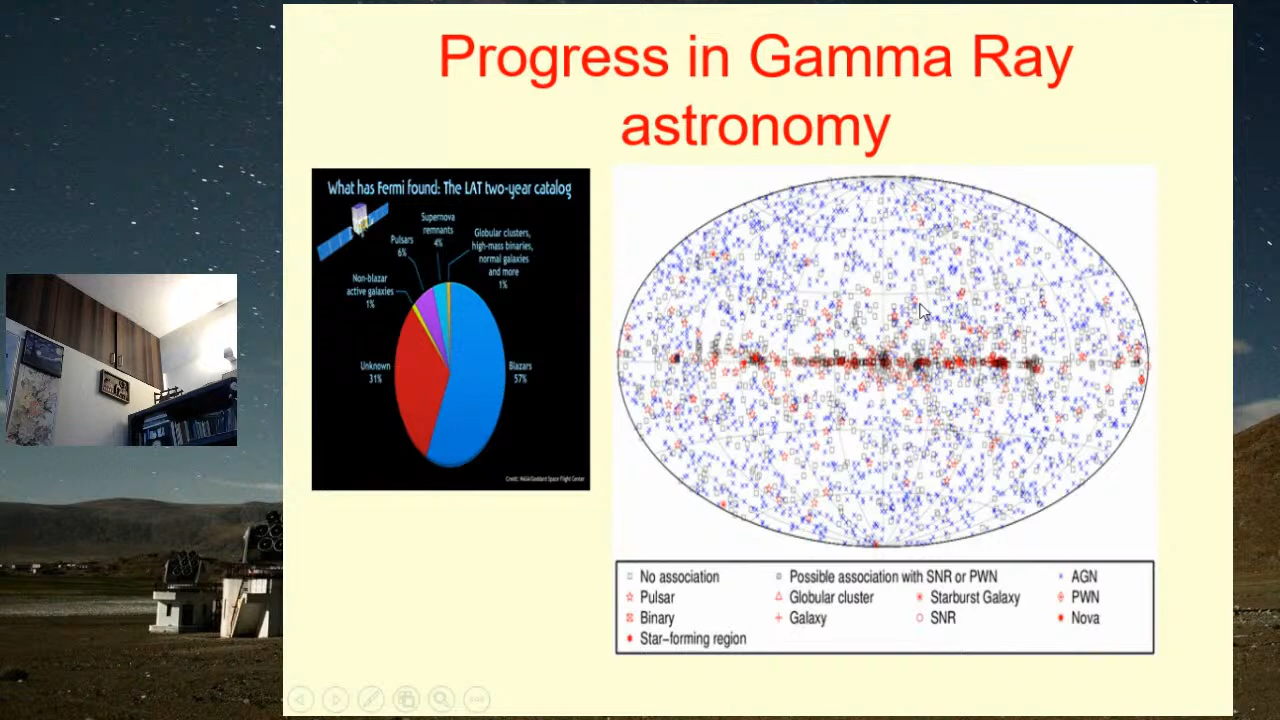 Progress in Gamma Ray
astronomy
What has Fermi found: The LAT two-year catalog
Supernova
remnants
4%
Pulsars
6%
Globular clusters,
high-mass binaries,
normal galaxies
and more
1%
Non-blazar
active galaxies
1%
Unknown
31%
Blazars
57%
Credit: NASA/Goddard Space Flight Center
No association
Possible association with SNR or PWN
AGN
Pulsar
Globular cluster
Starburst Galaxy
PWN
Binary
Galaxy
SNR
Nova
Star-forming region